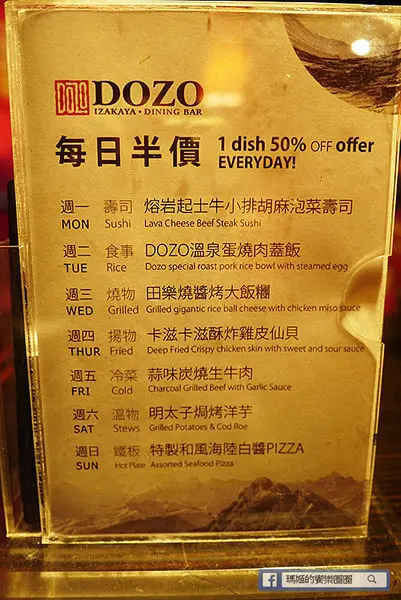 DOZO
IZAKAYA・DINING BAR
每日半價 1 dish 50% OFF offer
EVERYDAY!
週一 壽司 熔岩起士牛小排胡麻泡菜壽司
MON Sushi Lava Cheese Beef Steak Sushi
週二 食事 DOZO溫泉蛋燒肉蓋飯
TUE Rice Dozo special roast pork rice bowl with steamed egg
週三 燒物 田樂燒醬烤大飯糰
WED Grilled Grilled gigantic rice ball cheese with chicken miso sauce
週四 揚物 卡滋卡滋酥炸雞皮仙貝
THUR Fried Deep Fried Crispy chicken skin with sweet and sour sauce
週五 冷菜 蒜味炭燒生牛肉
FRI Cold Charcoal Grilled Beef with Garlic Sauce
週六 溫物 明太子焗烤洋芋
SAT Stews Grilled Potatoes & Cod Roe
週日 鐵板 特製和風海陸白醬PIZZA
SUN Hot Plate Assorted Seafood Pizza
f 瑪姬的饗樂圈圈